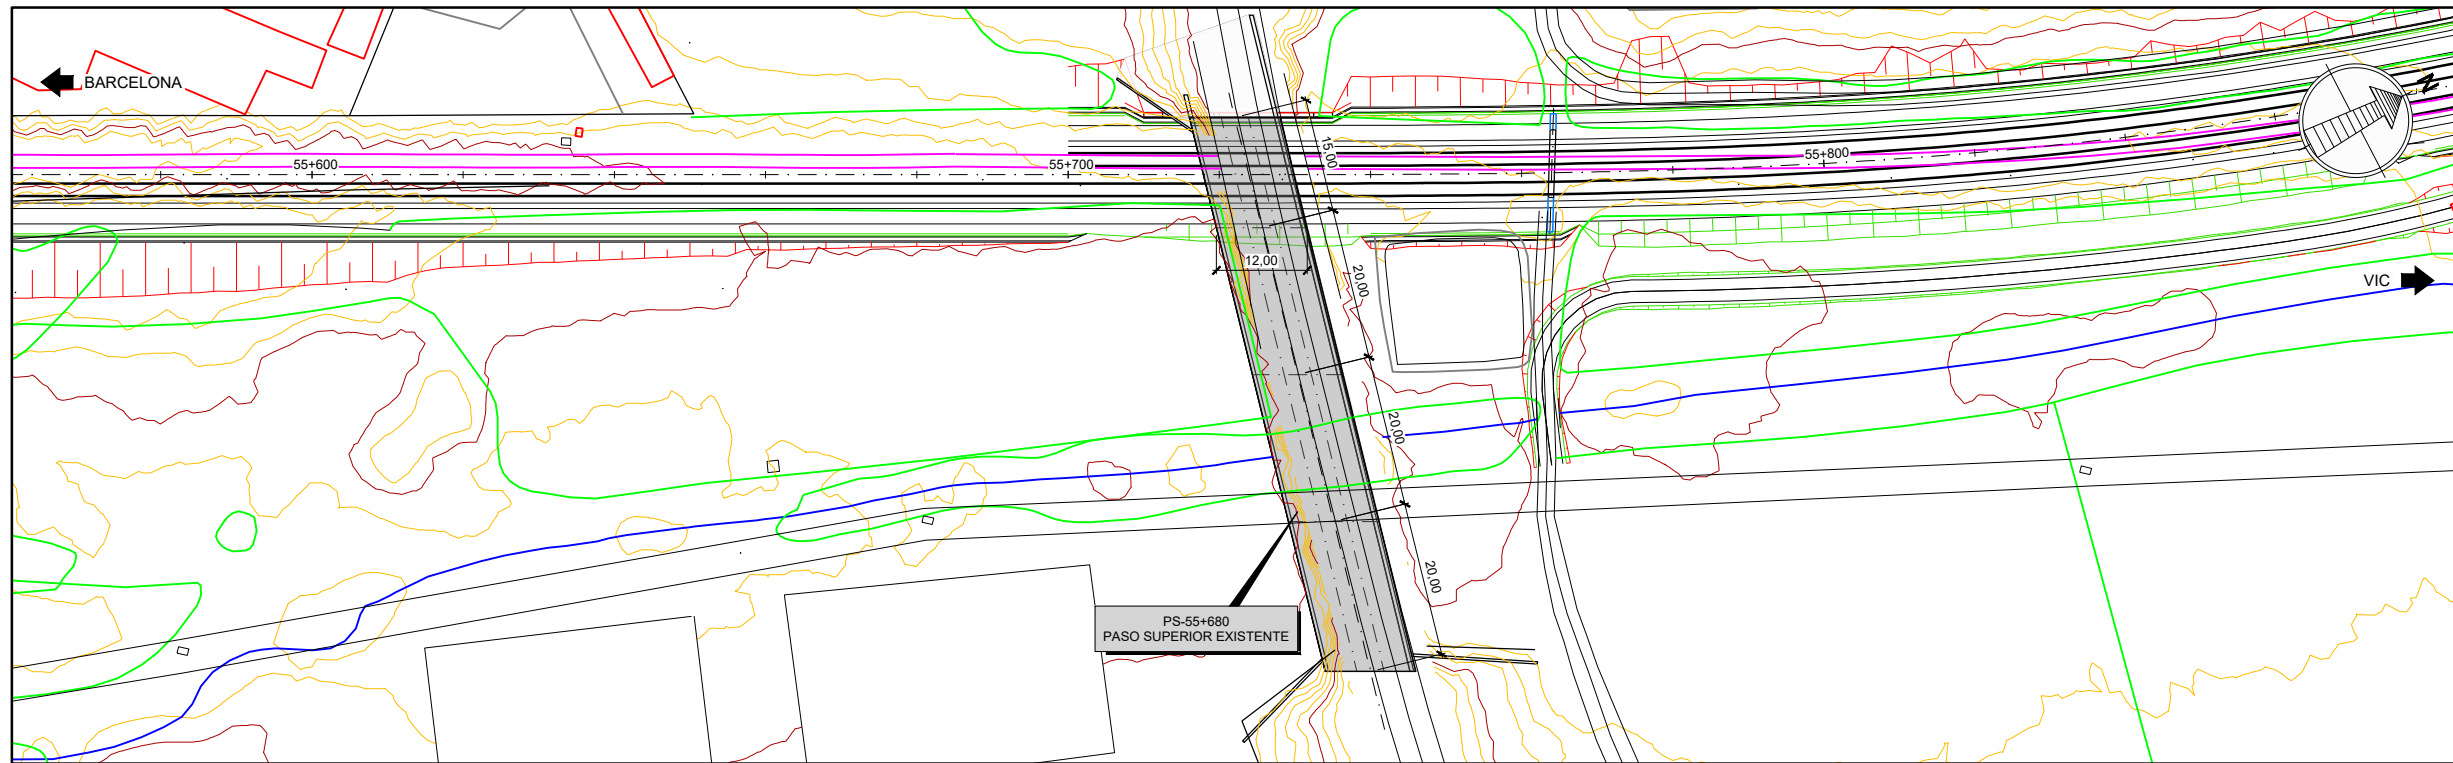 BARCELONA
N
15,00
55+600
55+700
55+800
12,00
20,00
VIC
20,00
20,00
PS-55+680
PASO SUPERIOR EXISTENTE